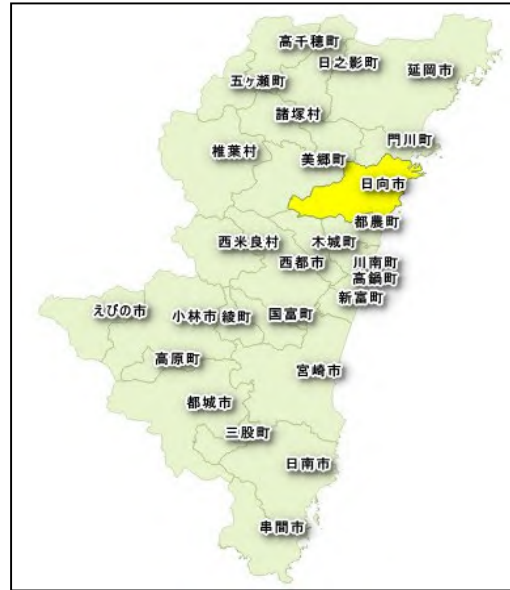 高千穂町
日之影町
延岡市
五ヶ瀬町
諸塚村
門川町
椎葉村
美郷町
日向市
都農町
西米良村
木城町
西都市
川南町
高鍋町
新富町
えびの市
小林市
綾町
国富町
高原町
宮崎市
都城市
三股町
日南市
串間市